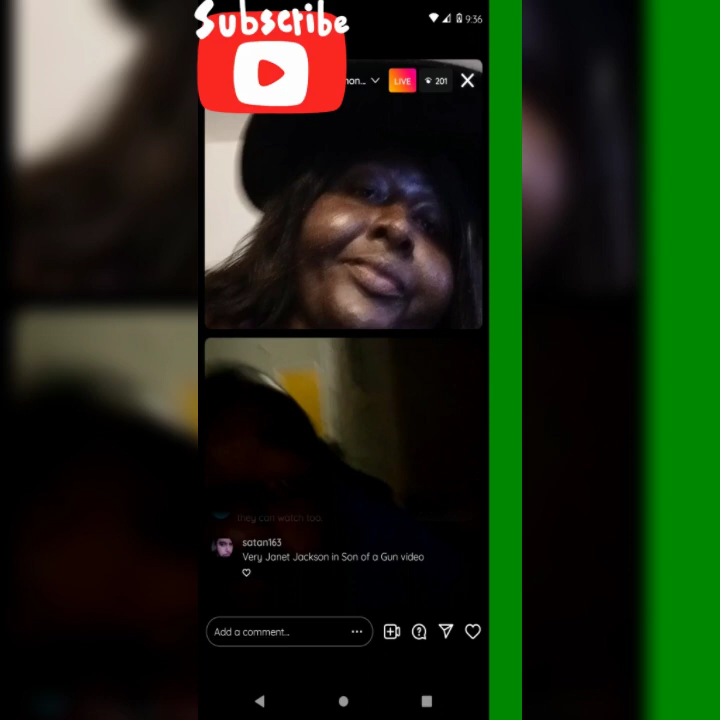 Subscribe
9:36
non... LIVE 201
they can watch too.
satan163
Very Janet Jackson in Son of a Gun video
Add a comment...